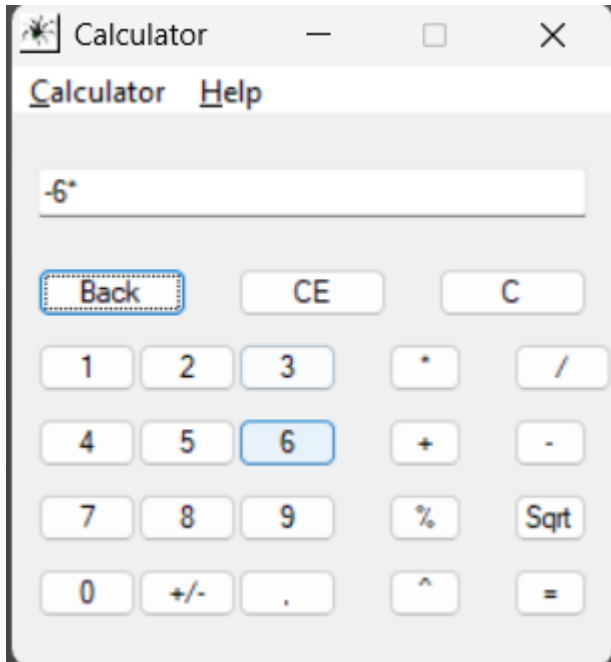 Calculator
Calculator Help
-6*
Back CE C
1 2 3 * /
4 5 6 + -
7 8 9 % Sqrt
0 +/- , ^ =